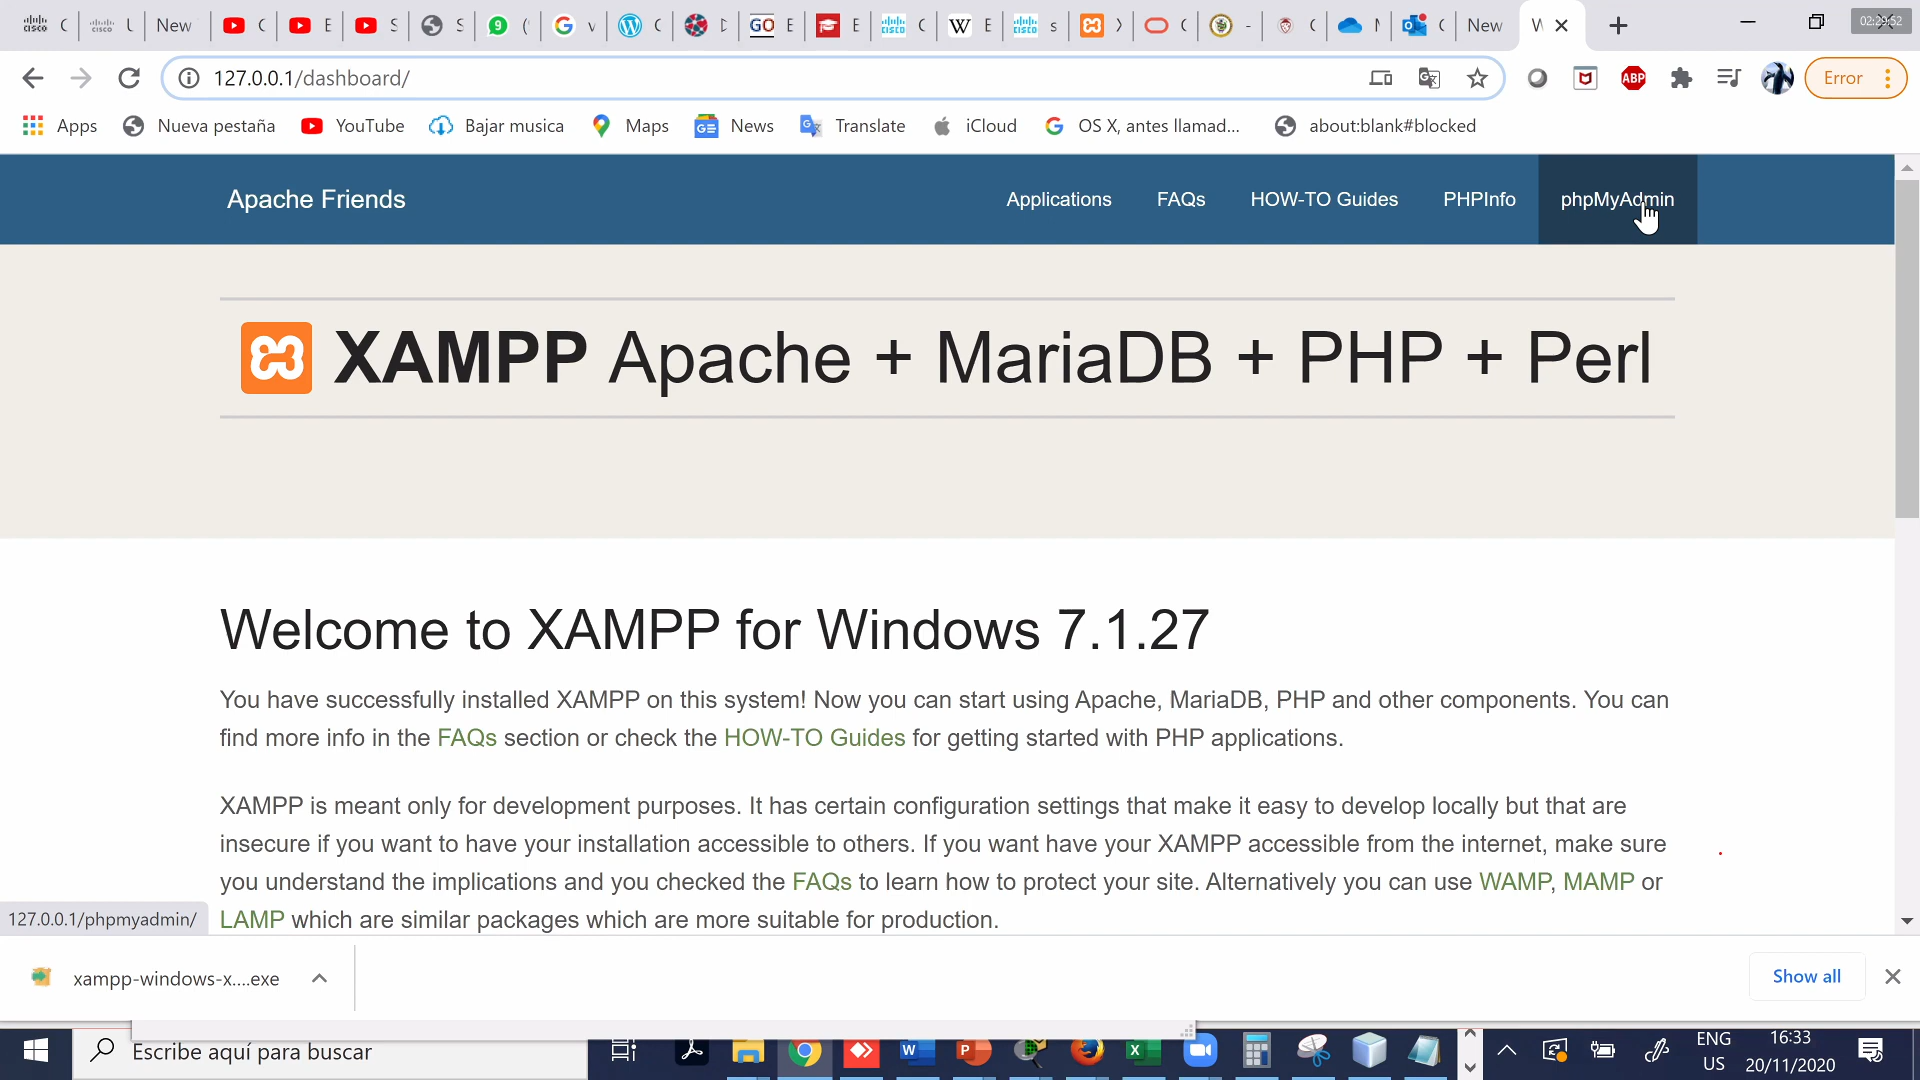 New
New
02:29:52
127.0.0.1/dashboard/
Error
Apps
Nueva pestaña
YouTube
Bajar musica
Maps
News
Translate
iCloud
OS X, antes llamad...
about:blank#blocked
Apache Friends
Applications
FAQs
HOW-TO Guides
PHPInfo
phpMyAdmin
XAMPP Apache + MariaDB + PHP + Perl
Welcome to XAMPP for Windows 7.1.27
You have successfully installed XAMPP on this system! Now you can start using Apache, MariaDB, PHP and other components. You can
find more info in the FAQs section or check the HOW-TO Guides for getting started with PHP applications.
XAMPP is meant only for development purposes. It has certain configuration settings that make it easy to develop locally but that are
insecure if you want to have your installation accessible to others. If you want have your XAMPP accessible from the internet, make sure
you understand the implications and you checked the FAQs to learn how to protect your site. Alternatively you can use WAMP, MAMP or
LAMP which are similar packages which are more suitable for production.
127.0.0.1/phpmyadmin/
xampp-windows-x....exe
Show all
Escribe aquí para buscar
ENG
US
16:33
20/11/2020